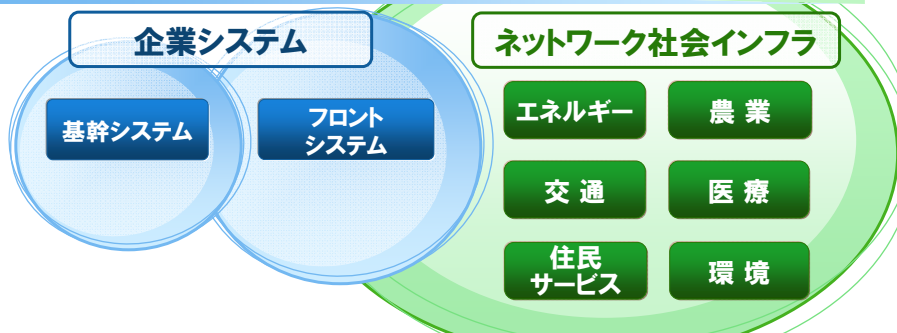 企業システム
基幹システム
フロント
システム
ネットワーク社会インフラ
エネルギー
農業
交通
医療
住民
サービス
環境